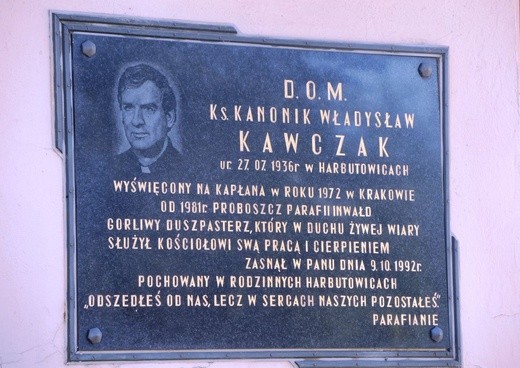 D.O.M.
Ks. KANONIK WŁADYSŁAW
KAWCZAK
ur. 27. 07. 1936r. w HARBUTOWICACH
WYŚWIĘCONY NA KAPŁANA w ROKU 1972 w KRAKOWIE
OD 1981r. PROBOSZCZ PARAFII INWAŁD
GORLIWY DUSZPASTERZ, KTÓRY W DUCHU ŻYWEJ WIARY
SŁUŻYŁ KOŚCIOŁOWI SWĄ PRACĄ I CIERPIENIEM
ZASNĄŁ W PANU DNIA 9.10.1992r.
POCHOWANY W RODZINNYCH HARBUTOWICACH
„ODSZEDŁEŚ OD NAS, LECZ W SERCACH NASZYCH POZOSTAŁEŚ."
PARAFIANIE